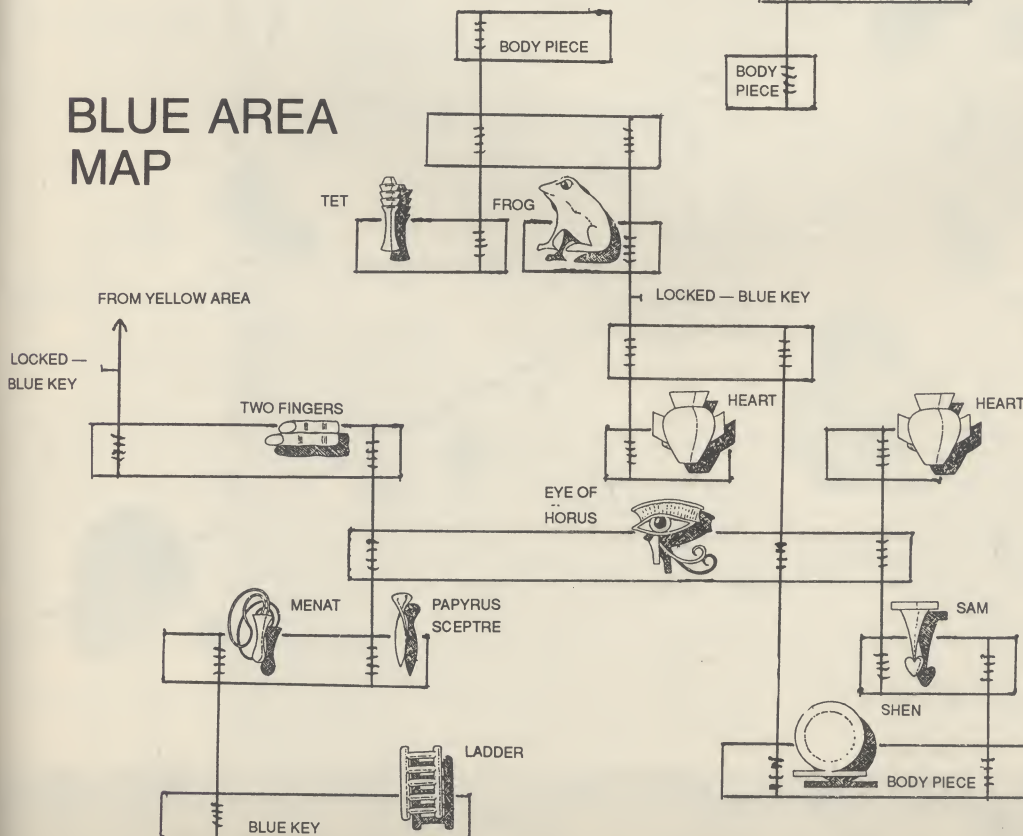 BODY PIECE
BODY
PIECE
BLUE AREA
MAP
TET
FROG
FROM YELLOW AREA
LOCKED — BLUE KEY
LOCKED —
BLUE KEY
TWO FINGERS
HEART
HEART
EYE OF
HORUS
MENAT
PAPYRUS
SCEPTRE
SAM
SHEN
LADDER
BODY PIECE
BLUE KEY